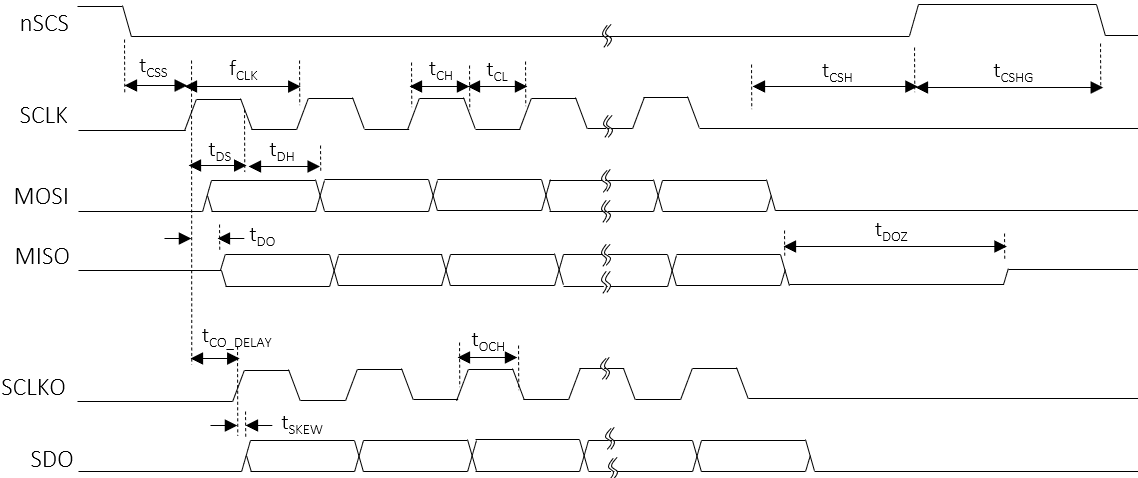 nSCS
tCSS
fCLK
tCH
tCL
tCSH
tCSHG
SCLK
tDS
tDH
MOSI
tDO
tDOZ
MISO
tCO_DELAY
tOCH
SCLKO
tSKEW
SDO